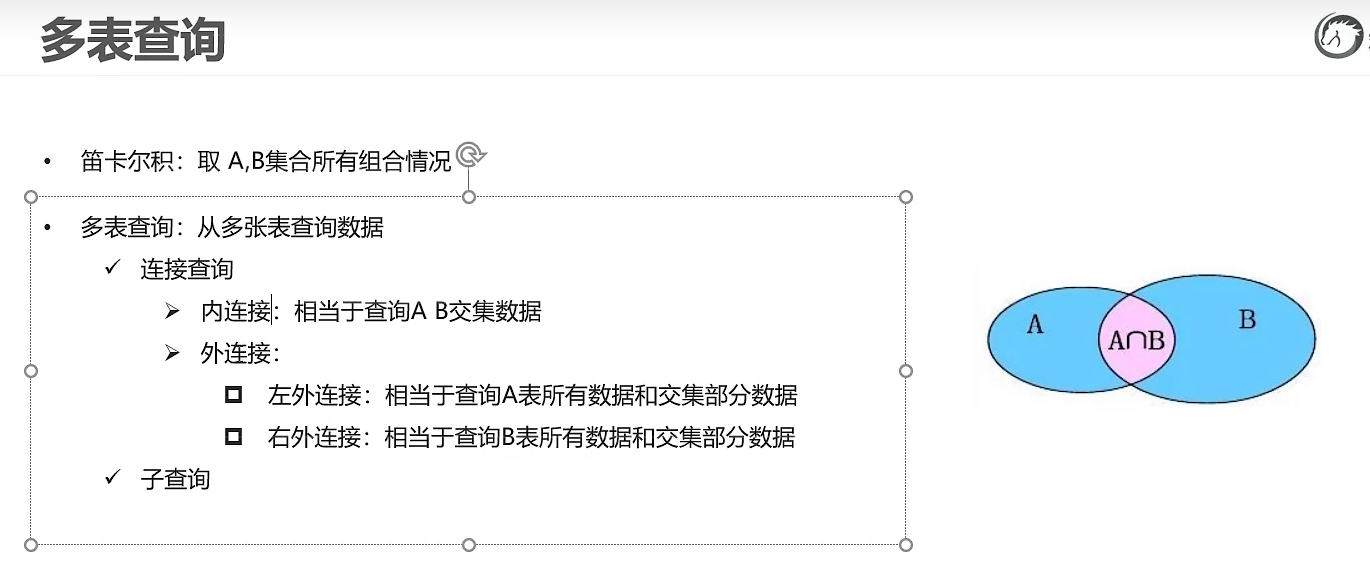 多表查询
• 笛卡尔积：取 A,B集合所有组合情况
• 多表查询：从多张表查询数据
✓ 连接查询
➢ 内连接：相当于查询A B交集数据
➢ 外连接：
左外连接：相当于查询A表所有数据和交集部分数据
右外连接：相当于查询B表所有数据和交集部分数据
✓ 子查询
A
A∩B
B